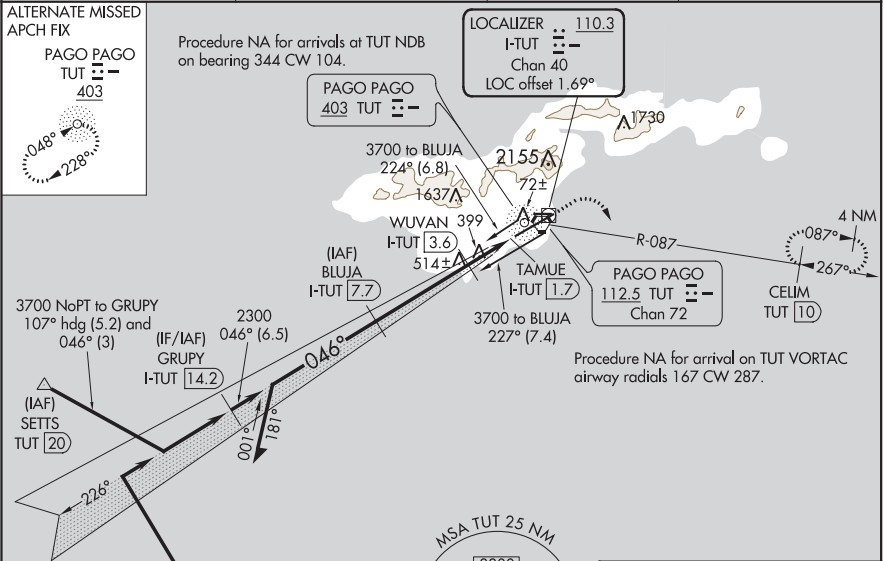 ALTERNATE MISSED
APCH FIX
PAGO PAGO
TUT
403
048°
228°
Procedure NA for arrivals at TUT NDB
on bearing 344 CW 104.
LOCALIZER 110.3
I-TUT
Chan 40
LOC offset 1.69°
PAGO PAGO
403 TUT
1730
3700 to BLUJA
224° (6.8)
2155
72±
1637
WUVAN
I-TUT 3.6
399
514±
4 NM
087°
267°
R-087
(IAF)
BLUJA
I-TUT 7.7
TAMUE
I-TUT 1.7
PAGO PAGO
112.5 TUT
Chan 72
CELIM
TUT 10
3700 to BLUJA
227° (7.4)
3700 NoPT to GRUPY
107° hdg (5.2) and
046° (3)
(IF/IAF)
GRUPY
I-TUT 14.2
2300
046° (6.5)
046°
Procedure NA for arrival on TUT VORTAC
airway radials 167 CW 287.
(IAF)
SETTS
TUT 20
001°
181°
226°
MSA TUT 25 NM